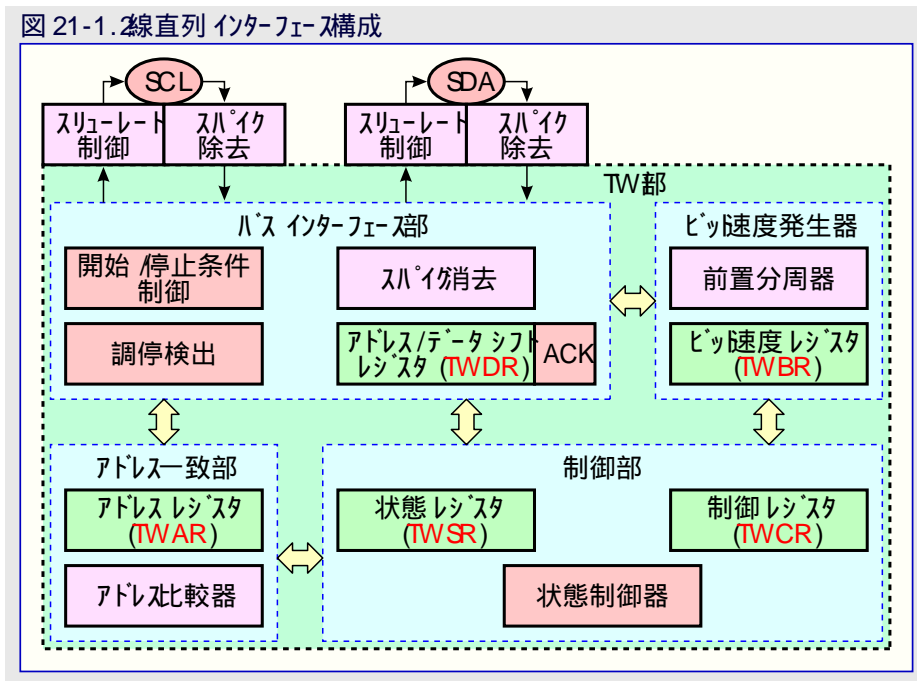 図 21-1. 2線直列 インターフェース構成
SCL
SDA
スリューレート
制御
スパイク
除去
スリューレート
制御
スパイク
除去
TWI部
バス インターフェース部
開始 /停止条件
制御
スパイク消去
調停検出
アドレス/データ シフト
レジスタ (TWDR)
ACK
ビット速度発生器
前置分周器
ビット速度 レジスタ
(TWBR)
アドレス一致部
アドレス レジスタ
(TWAR)
アドレス比較器
制御部
状態 レジスタ
(TWSR)
制御 レジスタ
(TWCR)
状態制御器